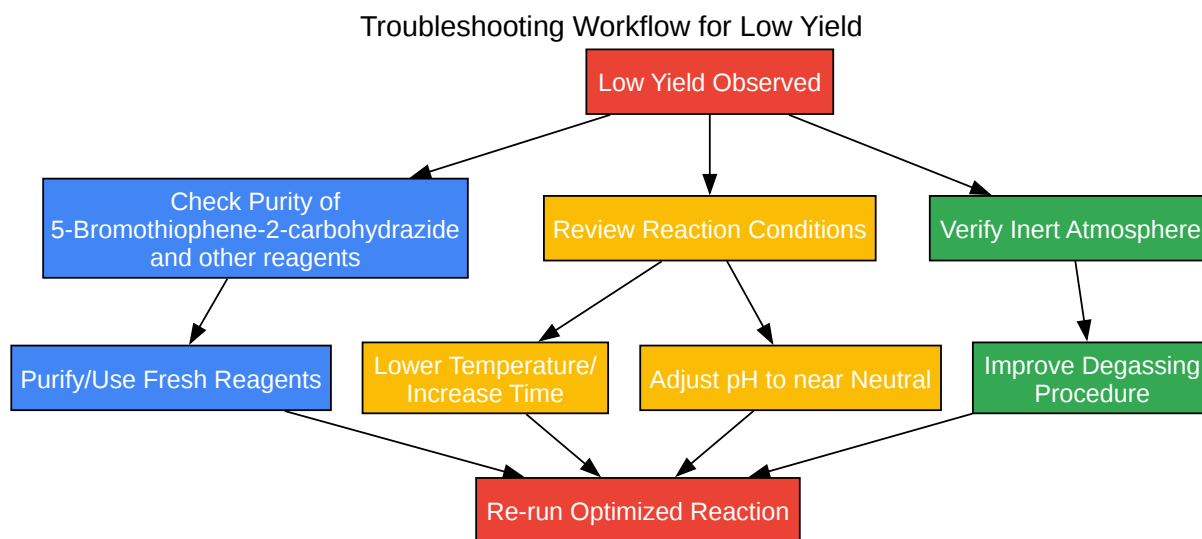 Troubleshooting Workflow for Low Yield
Low Yield Observed
Check Purity of
5-Bromothiophene-2-carbohydrazide
and other reagents
Review Reaction Conditions
Verify Inert Atmosphere
Purify/Use Fresh Reagents
Lower Temperature/
Increase Time
Adjust pH to near Neutral
Improve Degassing
Procedure
Re-run Optimized Reaction